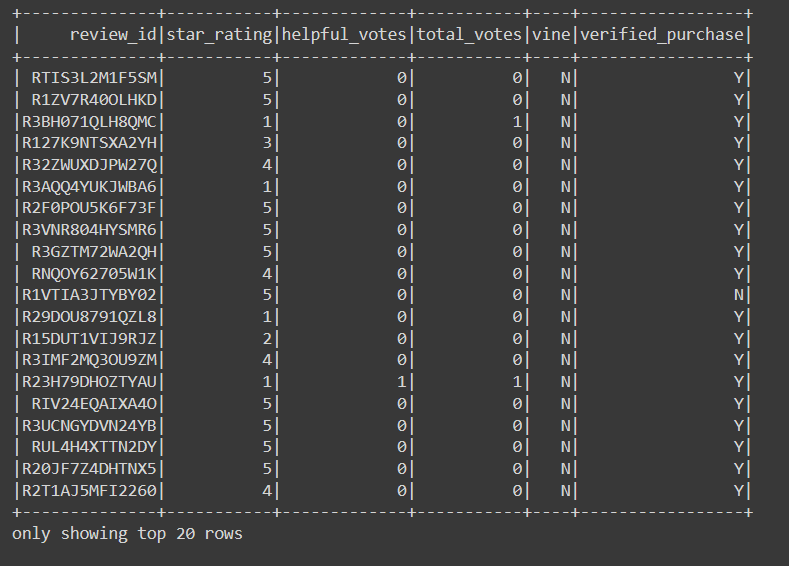 +--------------+-----------+-------------+-----------+----+-----------------+
|     review_id|star_rating|helpful_votes|total_votes|vine|verified_purchase|
+--------------+-----------+-------------+-----------+----+-----------------+
| RTIS3L2M1F5SM|          5|            0|          0|   N|                Y|
| R1ZV7R40OLHKD|          5|            0|          0|   N|                Y|
|R3BH071QLH8QMC|          1|            0|          1|   N|                Y|
|R127K9NTSXA2YH|          3|            0|          0|   N|                Y|
|R32ZWUXDJPW27Q|          4|            0|          0|   N|                Y|
|R3AQQ4YUKJWBA6|          1|            0|          0|   N|                Y|
|R2F0POU5K6F73F|          5|            0|          0|   N|                Y|
|R3VNR804HYSMR6|          5|            0|          0|   N|                Y|
| R3GZTM72WA2QH|          5|            0|          0|   N|                Y|
| RNQOY62705W1K|          4|            0|          0|   N|                Y|
|R1VTIA3JTYBY02|          5|            0|          0|   N|                N|
|R29DOU8791QZL8|          1|            0|          0|   N|                Y|
|R15DUT1VIJ9RJZ|          2|            0|          0|   N|                Y|
|R3IMF2MQ3OU9ZM|          4|            0|          0|   N|                Y|
|R23H79DHOZTYAU|          1|            1|          1|   N|                Y|
| RIV24EQAIXA4O|          5|            0|          0|   N|                Y|
|R3UCNGYDVN24YB|          5|            0|          0|   N|                Y|
| RUL4H4XTTN2DY|          5|            0|          0|   N|                Y|
|R20JF7Z4DHTNX5|          5|            0|          0|   N|                Y|
|R2T1AJ5MFI2260|          4|            0|          0|   N|                Y|
+--------------+-----------+-------------+-----------+----+-----------------+
only showing top 20 rows